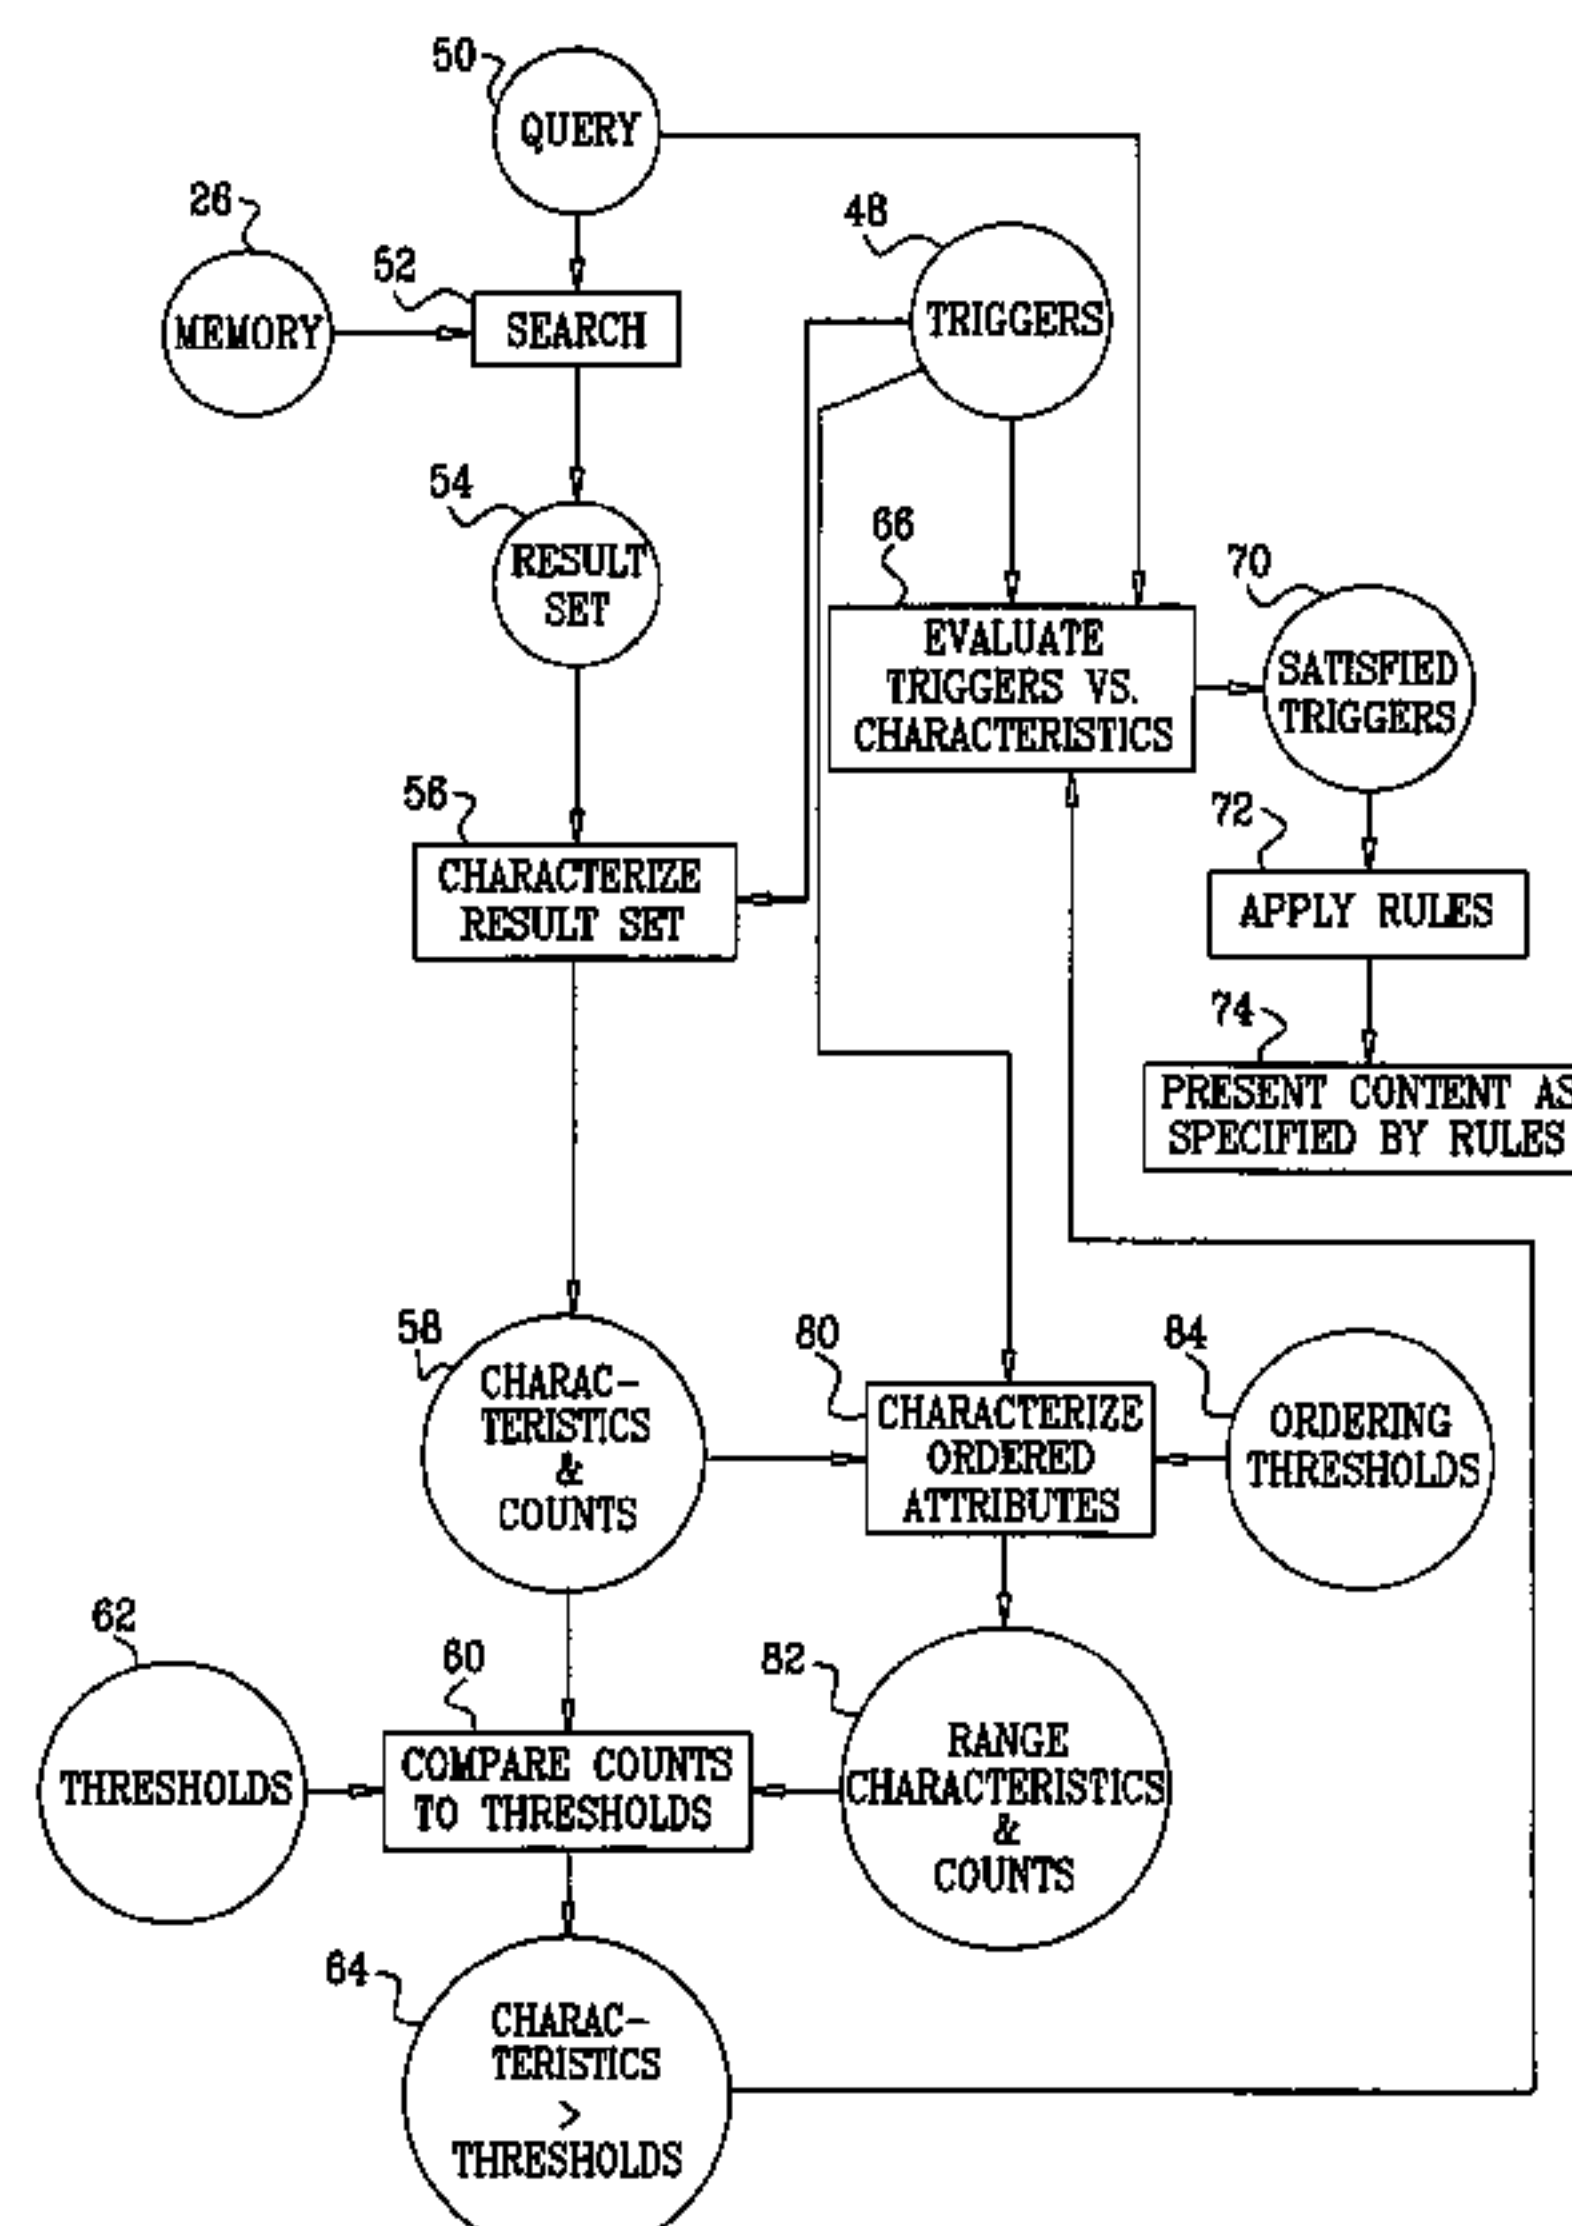 50
QUERY
26
MEMORY
52
SEARCH
48
TRIGGERS
54
RESULT
SET
66
EVALUATE
TRIGGERS VS.
CHARACTERISTICS
70
SATISFIED
TRIGGERS
56
CHARACTERIZE
RESULT SET
72
APPLY RULES
74
PRESENT CONTENT AS
SPECIFIED BY RULES
58
CHARAC-
TERISTICS
&
COUNTS
80
CHARACTERIZE
ORDERED
ATTRIBUTES
84
ORDERING
THRESHOLDS
62
THRESHOLDS
60
COMPARE COUNTS
TO THRESHOLDS
82
RANGE
CHARACTERISTICS
&
COUNTS
64
CHARAC-
TERISTICS
>
THRESHOLDS